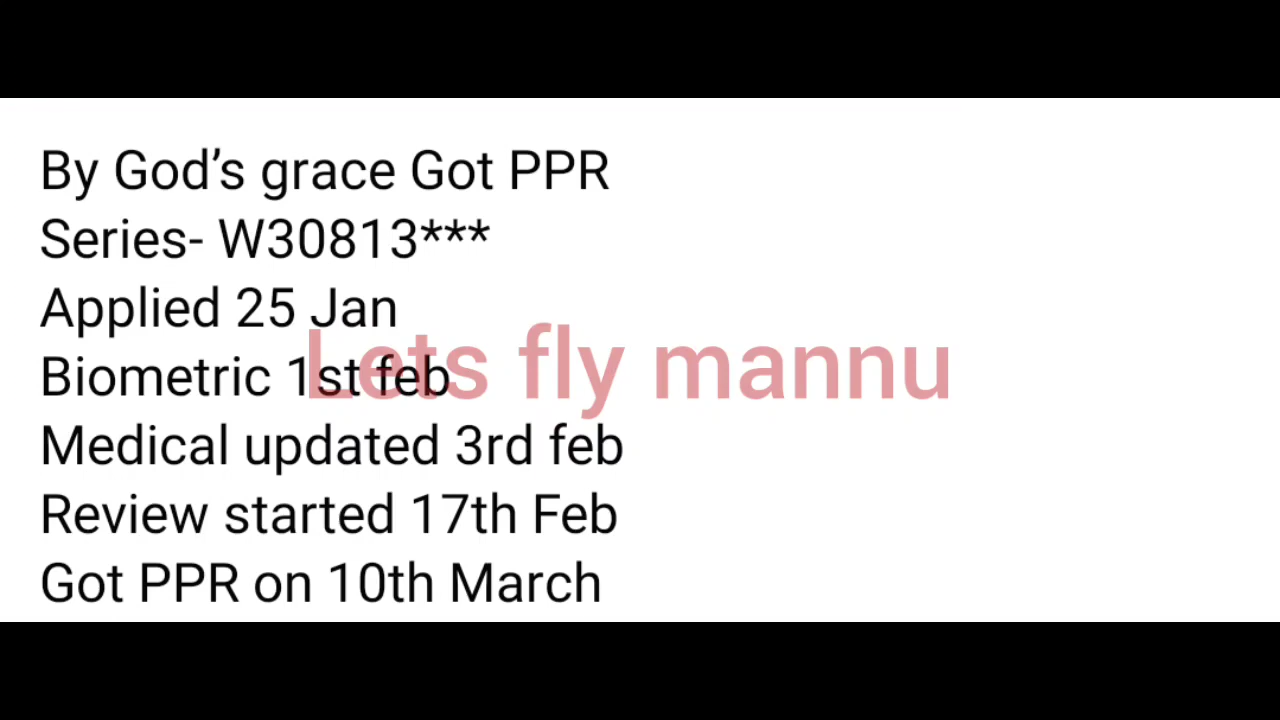 By God’s grace Got PPR
Series- W30813***
Applied 25 Jan
Biometric 1st feb
Lets fly mannu
Medical updated 3rd feb
Review started 17th Feb
Got PPR on 10th March